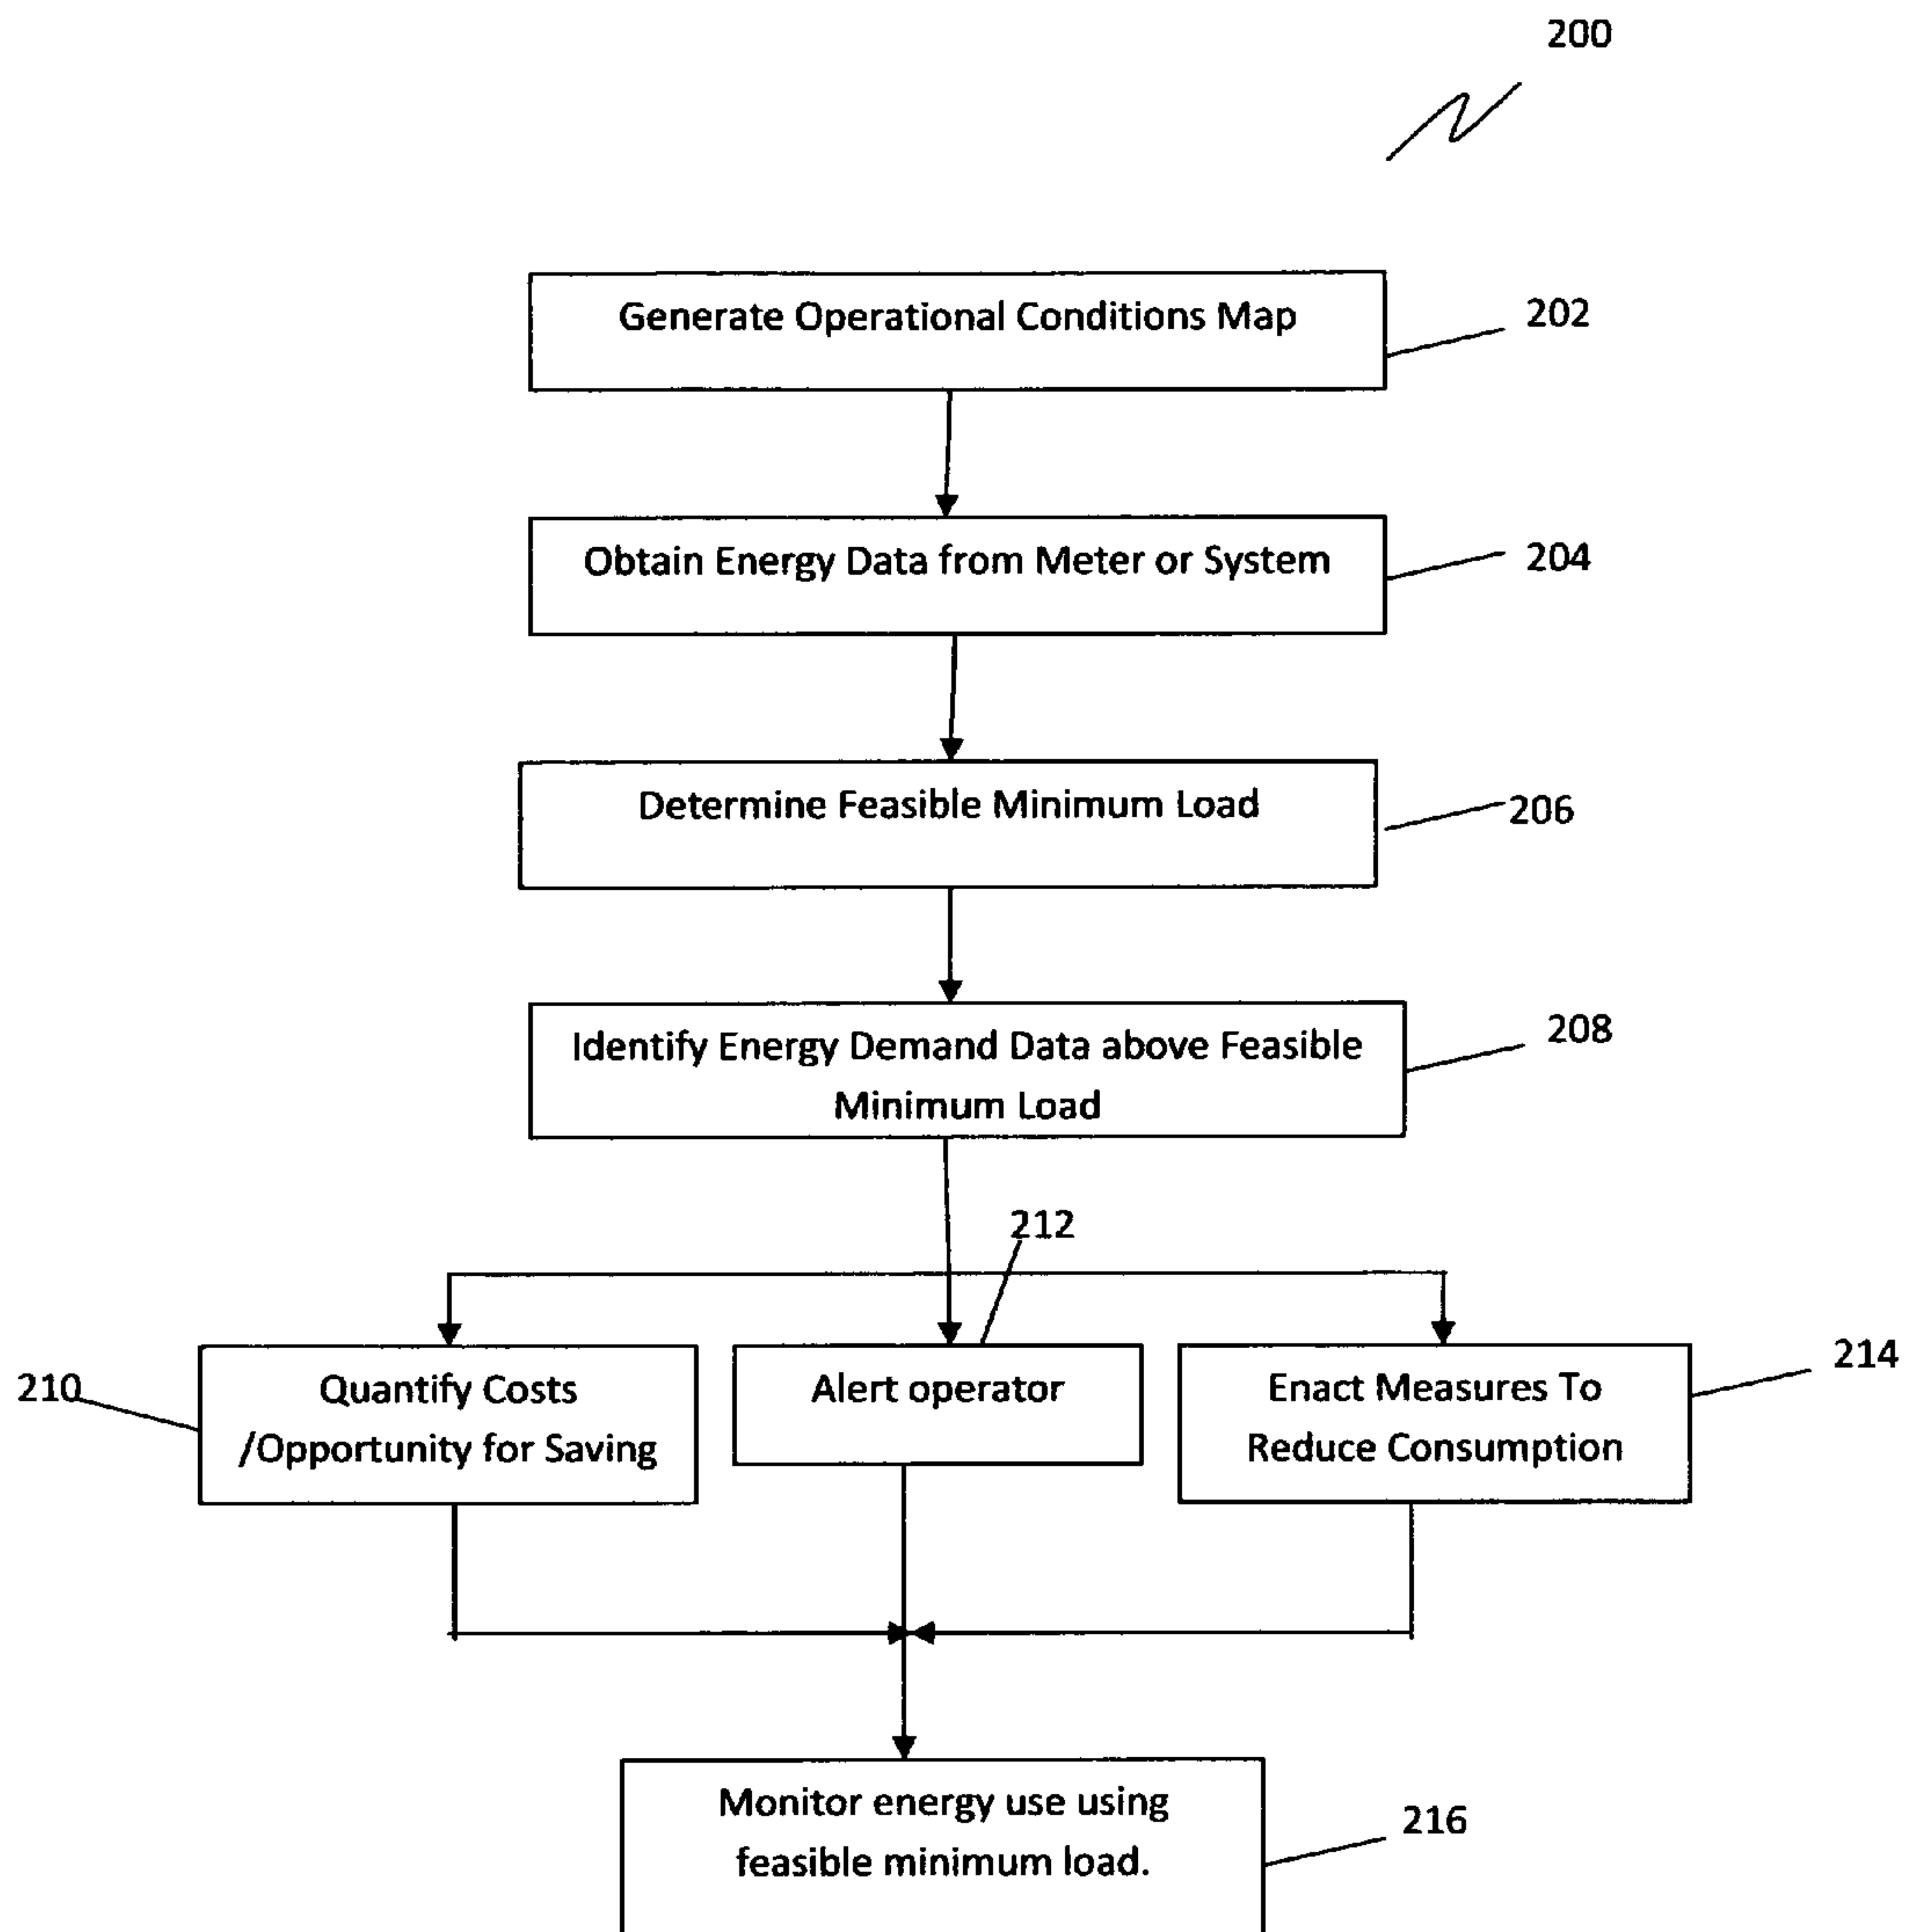 200
Generate Operational Conditions Map
202
Obtain Energy Data from Meter or System
204
Determine Feasible Minimum Load
206
Identify Energy Demand Data above Feasible
Minimum Load
208
212
210
Quantify Costs
/Opportunity for Saving
Alert operator
Enact Measures To
Reduce Consumption
214
Monitor energy use using
feasible minimum load.
216